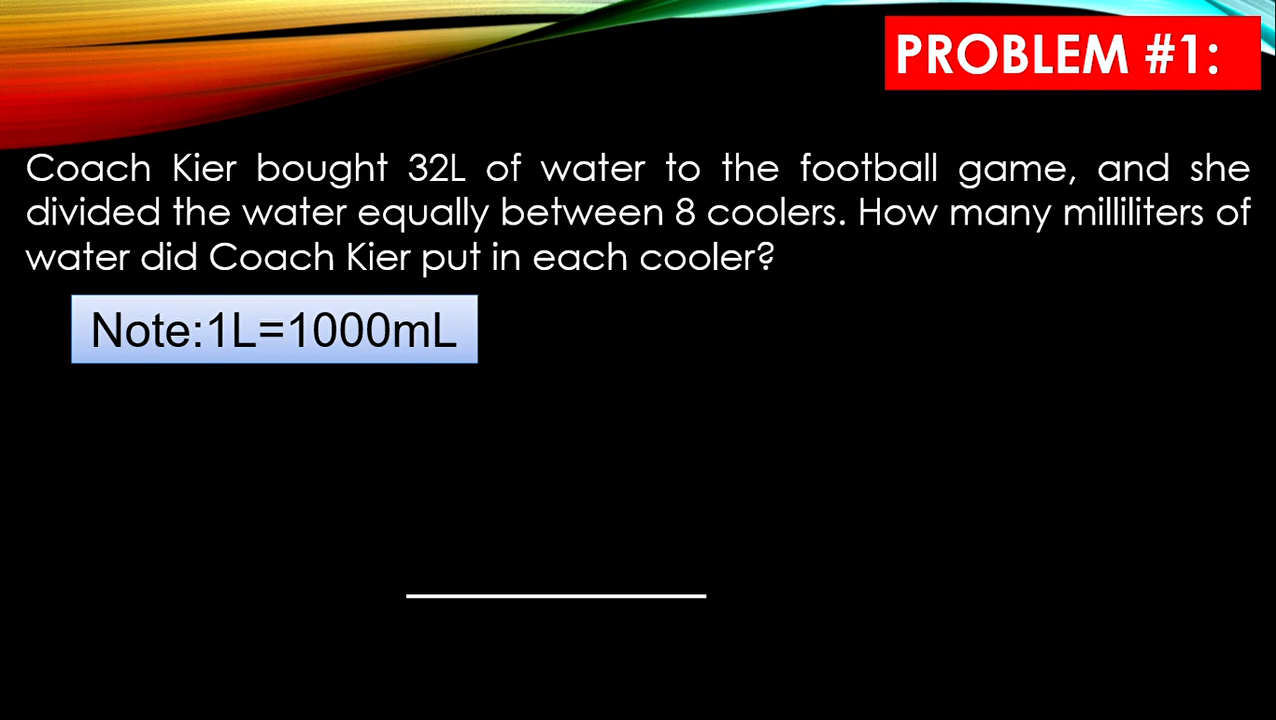 PROBLEM #1:
Coach Kier bought 32L of water to the football game, and she
divided the water equally between 8 coolers. How many milliliters of
water did Coach Kier put in each cooler?
Note:1L=1000mL